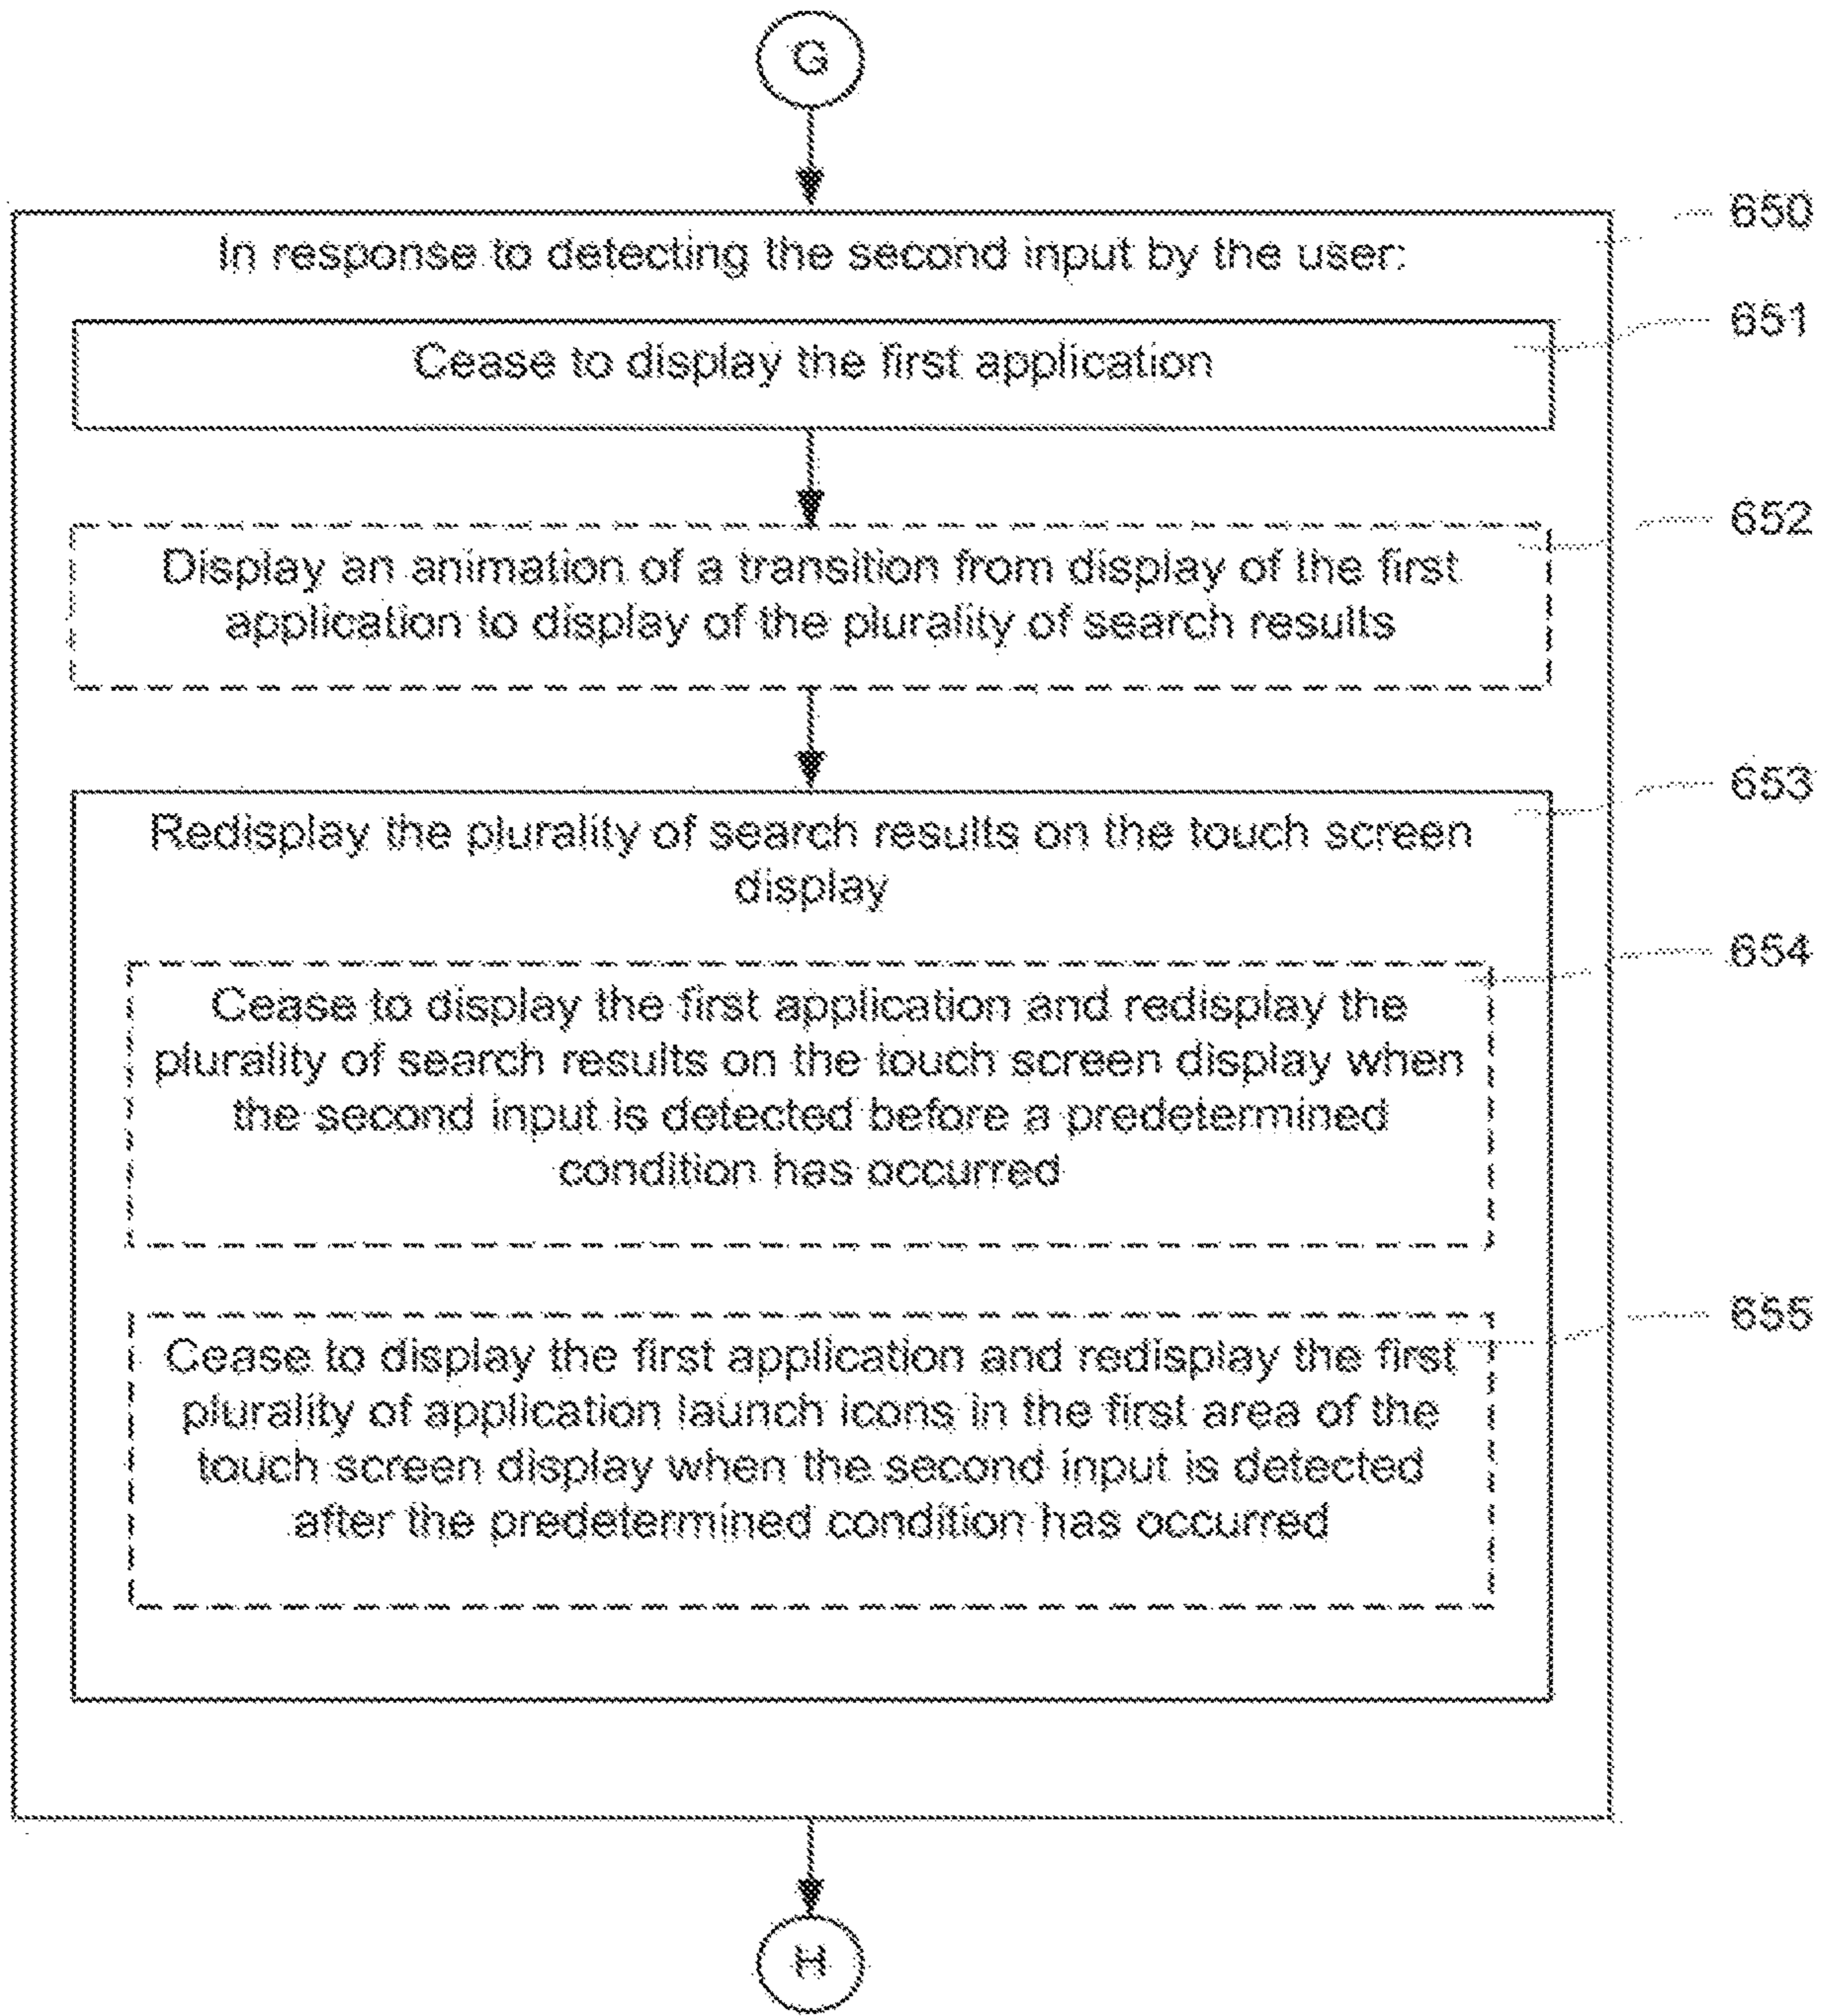 G
650
In response to detecting the second input by the user:
651
Cease to display the first application
652
Display an animation of a transition from display of the first
application to display of the plurality of search results
653
Redisplay the plurality of search results on the touch screen
display
654
Cease to display the first application and redisplay the
plurality of search results on the touch screen display when
the second input is detected before a predetermined
condition has occurred
655
Cease to display the first application and redisplay the first
plurality of application launch icons in the first area of the
touch screen display when the second input is detected
after the predetermined condition has occurred
H